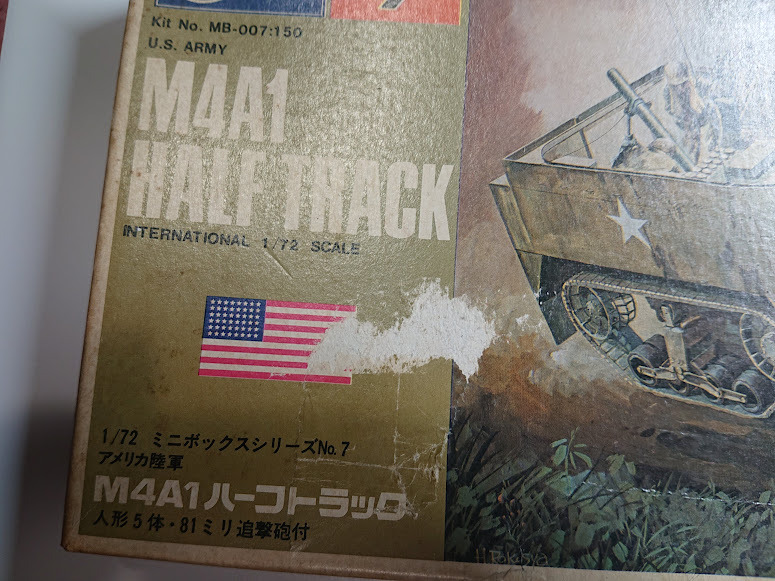 Kit No. MB-007:150
U.S. ARMY
M4A1
HALF TRACK
INTERNATIONAL 1/72 SCALE
1/72 ミニボックスシリーズNo.7
アメリカ陸軍
M4A1ハーフトラック
人形5体・81ミリ追撃砲付